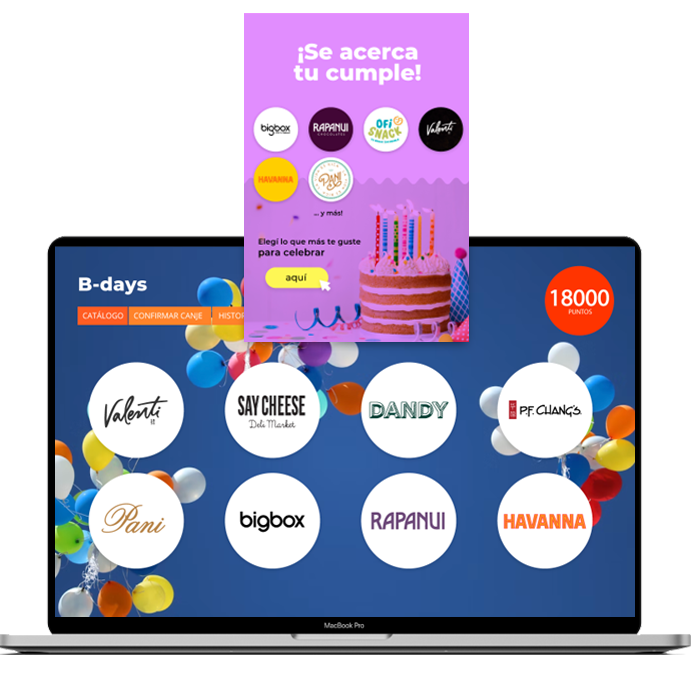 ¡Se acerca
tu cumple!
bigbox
RAPANUI
CHOCOLATES
OFi
SNACK
Valenti
HAVANNA
PANI
... y más!
Elegí lo que más te guste
para celebrar
aquí
B-days
CATÁLOGO
CONFIRMAR CANJE
HISTOR
18000
PUNTOS
Valenti
SAY CHEESE
Deli Market
DANDY
P.F. CHANG'S
Pani
bigbox
RAPANUI
HAVANNA
MacBook Pro